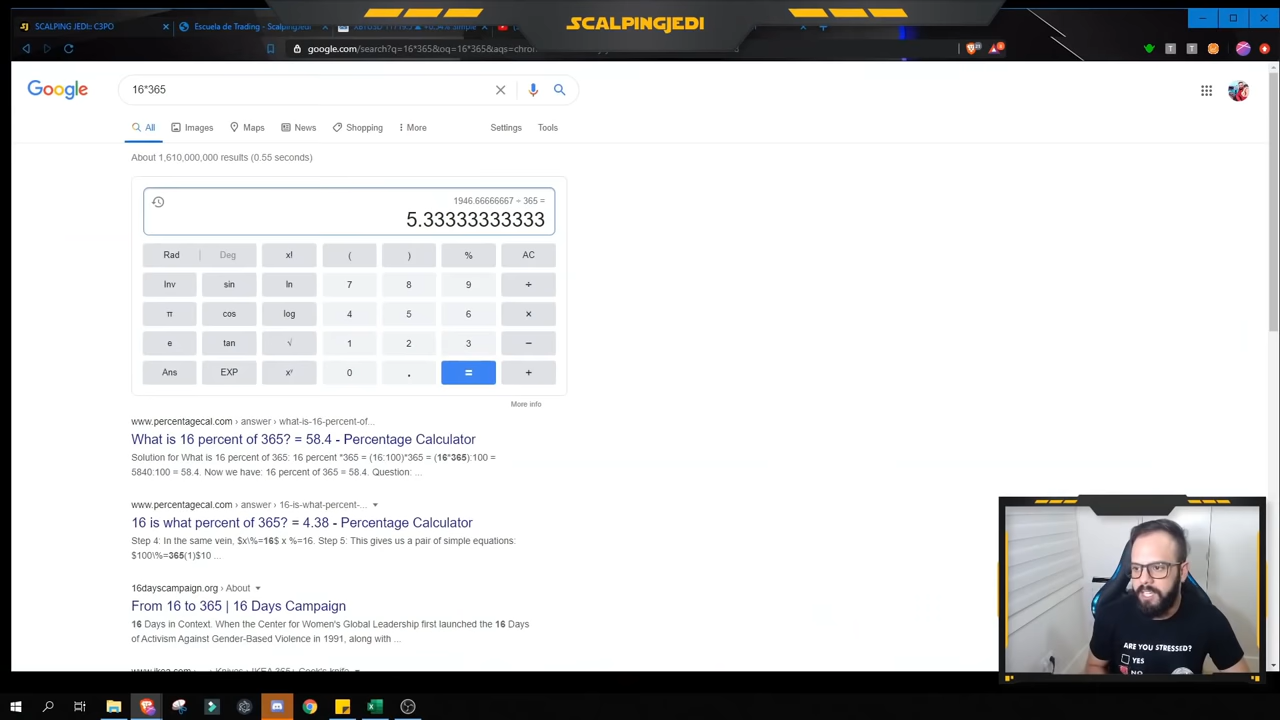 SCALPINGJEDI
SCALPING JEDI: C3PO
Escuela de Trading - Scalpingjedi
google.com/search?q=16*365&oq=16*365&aqs=chro
Google
16*365
All
Images
Maps
News
Shopping
More
Settings
Tools
About 1,610,000,000 results (0.55 seconds)
1946.66666667 ÷ 365 =
5.33333333333
Rad
Deg
x!
(
)
%
AC
Inv
sin
ln
7
8
9
÷
π
cos
log
4
5
6
×
e
tan
√
1
2
3
−
Ans
EXP
xʸ
0
.
=
+
More info
www.percentagecal.com › answer › what-is-16-percent-of...
What is 16 percent of 365? = 58.4 - Percentage Calculator
Solution for What is 16 percent of 365: 16 percent *365 = (16:100)*365 = (16*365):100 =
5840:100 = 58.4. Now we have: 16 percent of 365 = 58.4. Question: ...
www.percentagecal.com › answer › 16-is-what-percent-...
16 is what percent of 365? = 4.38 - Percentage Calculator
Step 4: In the same vein, $x\%=16$ x %=16. Step 5: This gives us a pair of simple equations:
$100\%=365(1)$10 ...
16dayscampaign.org › About
From 16 to 365 | 16 Days Campaign
16 Days in Context. When the Center for Women's Global Leadership first launched the 16 Days
of Activism Against Gender-Based Violence in 1991, along with ...
ARE YOU STRESSED?
YES
NO